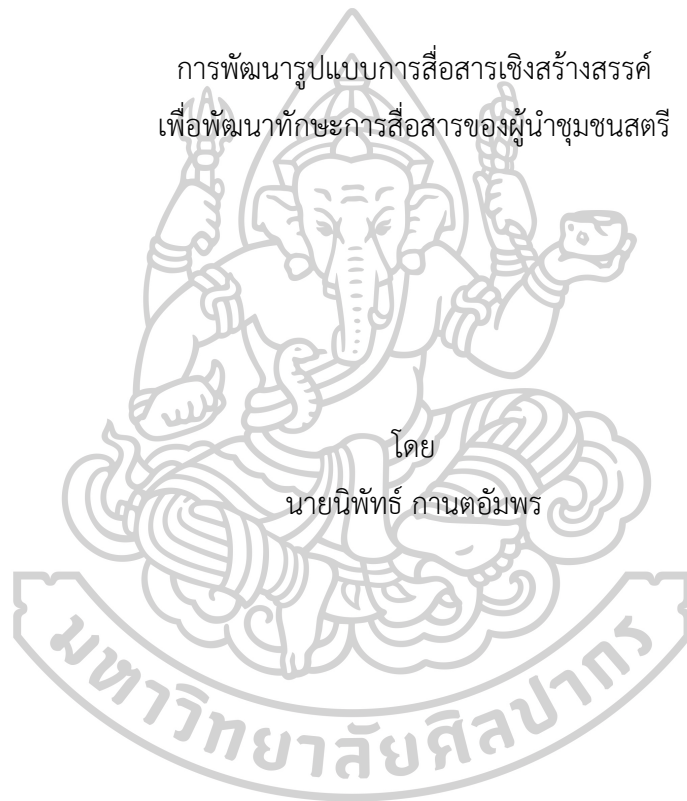 การพัฒนารูปแบบการสื่อสารเชิงสร้างสรรค์
เพื่อพัฒนาทักษะการสื่อสารของผู้นำชุมชนสตรี
โดย
นายนิพัทธ์ กานตอัมพร
มหาวิทยาลัยศิลปากร